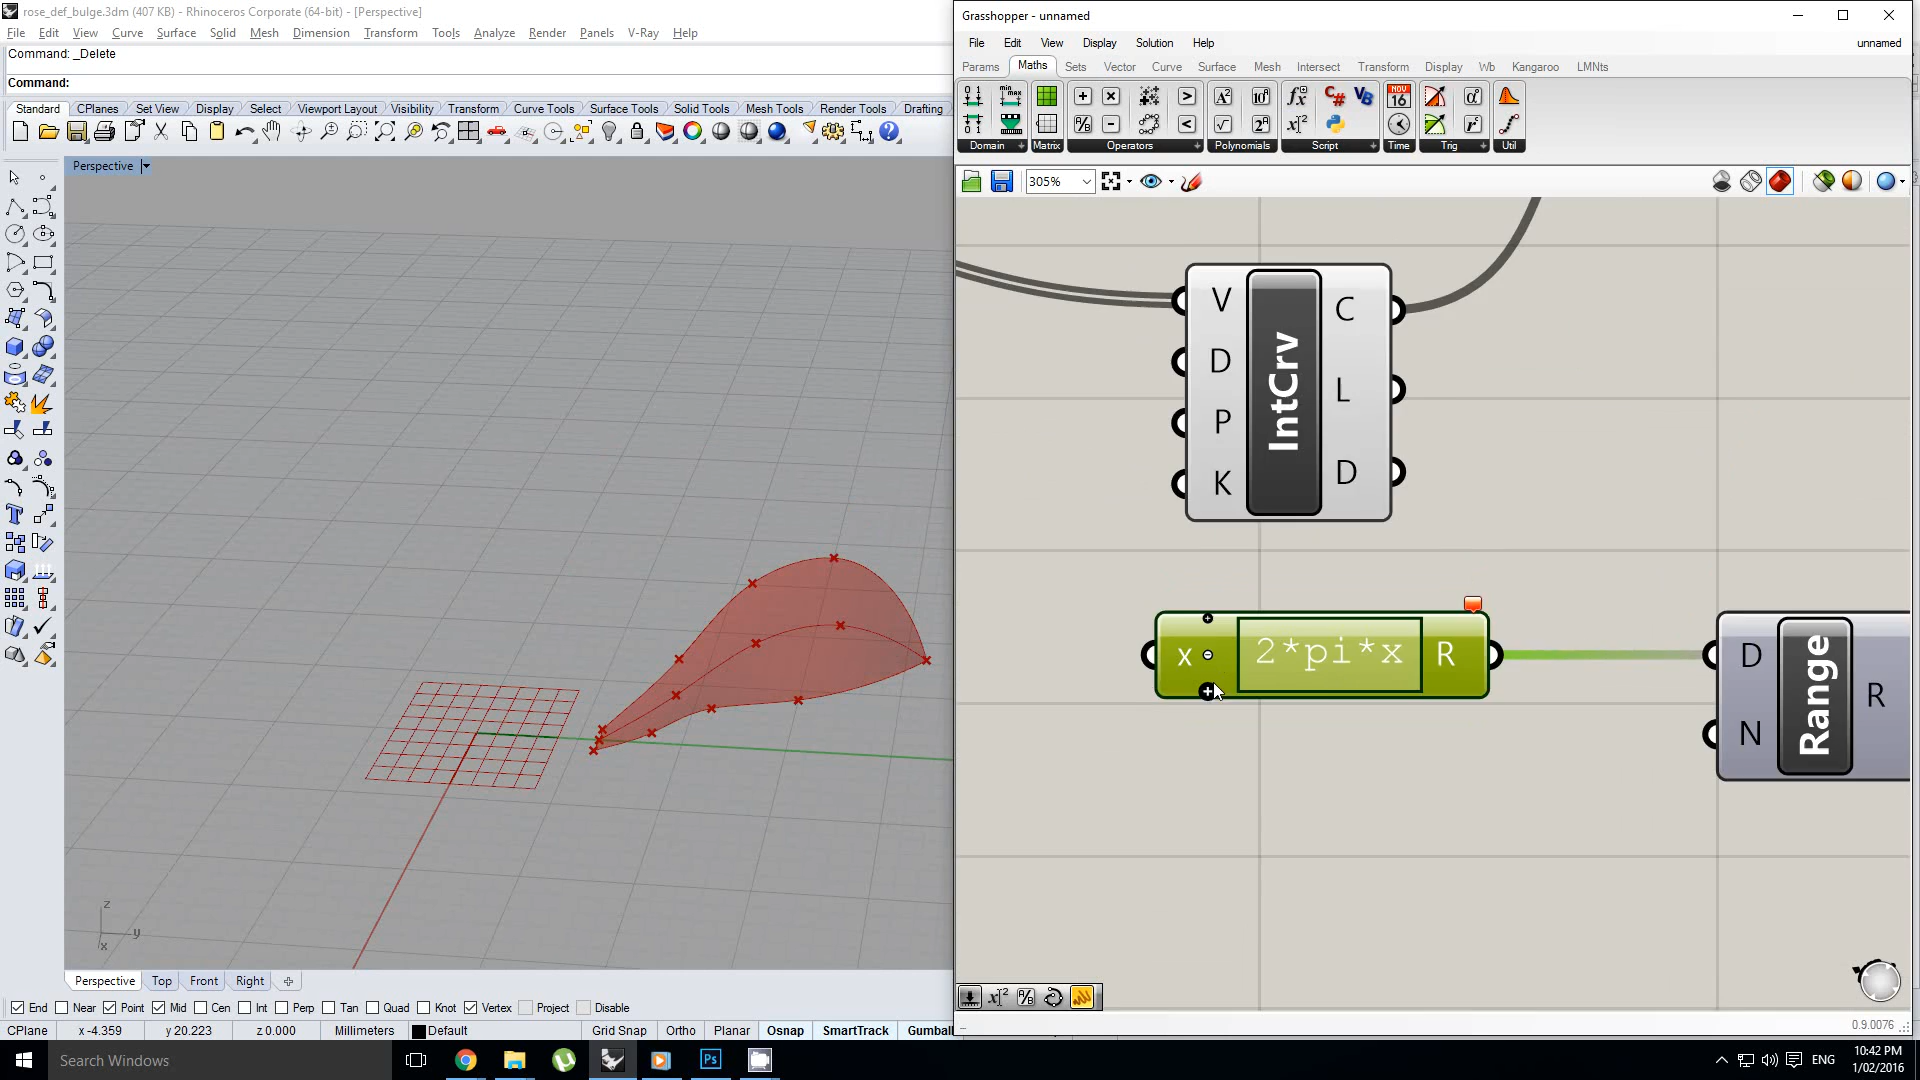 rose_def_bulge.3dm (407 KB) - Rhinoceros Corporate (64-bit) - [Perspective]
File Edit View Curve Surface Solid Mesh Dimension Transform Tools Analyze Render Panels V-Ray Help
Command: _Delete
Command:
Standard CPlanes Set View Display Select Viewport Layout Visibility Transform Curve Tools Surface Tools Solid Tools Mesh Tools Render Tools Drafting
Perspective
z
y
x
Perspective Top Front Right
End Near Point Mid Cen Int Perp Tan Quad Knot Vertex Project Disable
CPlane x -4.359 y 20.223 z 0.000 Millimeters Default Grid Snap Ortho Planar Osnap SmartTrack Gumball
Grasshopper - unnamed
File Edit View Display Solution Help unnamed
Params Maths Sets Vector Curve Surface Mesh Intersect Transform Display Wb Kangaroo LMNts
Domain Matrix Operators Polynomials Script Time Trig Util
305%
V D P K
IntCrv
C L D
x 2*pi*x R
D N
Range
R
0.9.0076
Search Windows
Ps
ENG
10:42 PM
1/02/2016